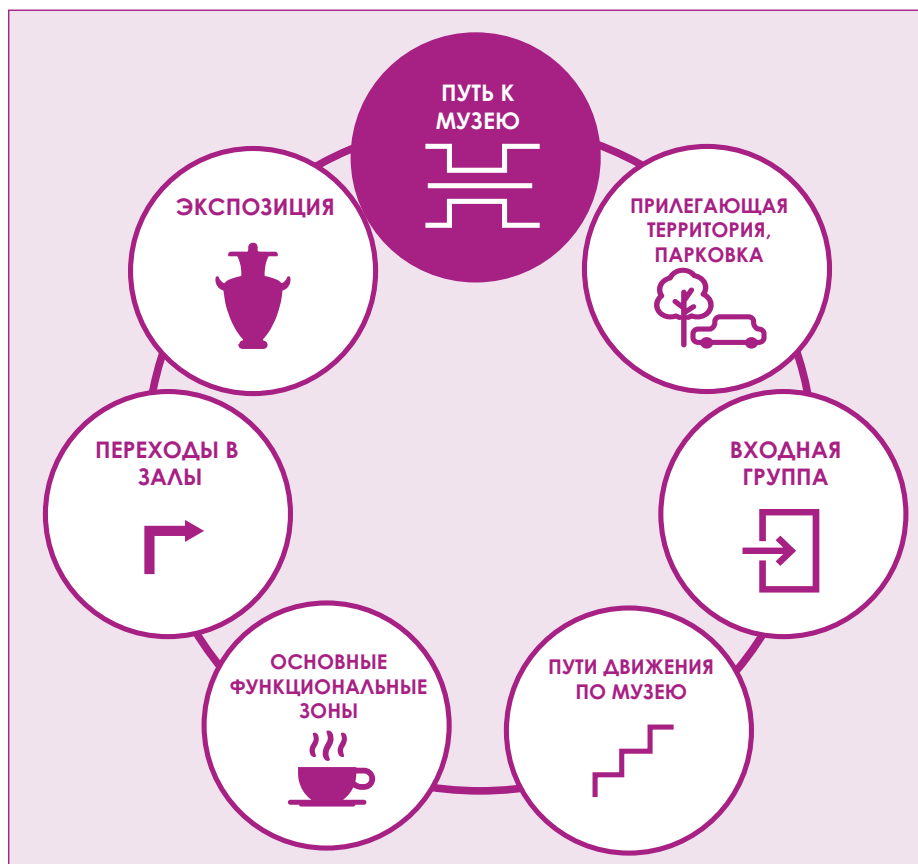 ПУТЬ К
МУЗЕЮ
ПРИЛЕГАЮЩАЯ
ТЕРРИТОРИЯ,
ПАРКОВКА
ВХОДНАЯ
ГРУППА
ПУТИ ДВИЖЕНИЯ
ПО МУЗЕЮ
ОСНОВНЫЕ
ФУНКЦИОНАЛЬНЫЕ
ЗОНЫ
ПЕРЕХОДЫ В
ЗАЛЫ
ЭКСПОЗИЦИЯ